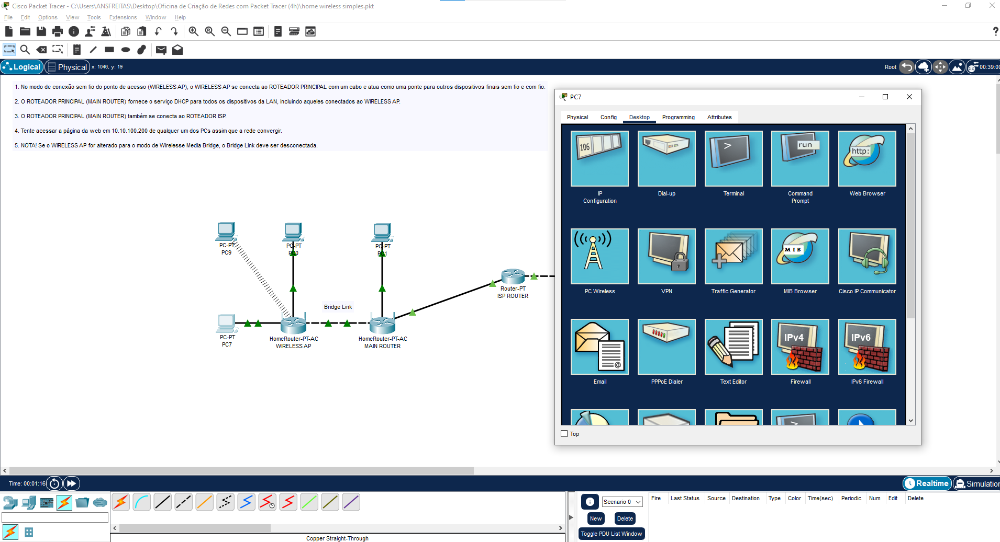 Cisco Packet Tracer - C:\Users\ANSFREITAS\Desktop\Oficina de Criação de Redes com Packet Tracer (4h)\home wireless simples.pkt
File Edit Options View Tools Extensions Window Help
?
Logical Physical x: 1046, y: 19 Root 00:39:00
1. No modo de conexão sem fio do ponto de acesso (WIRELESS AP), o WIRELESS AP se conecta ao ROTEADOR PRINCIPAL com um cabo e atua como uma ponte para outros dispositivos finais sem fio e com fio.
2. O ROTEADOR PRINCIPAL (MAIN ROUTER) fornece o serviço DHCP para todos os dispositivos da LAN, incluindo aqueles conectados ao WIRELESS AP.
3. O ROTEADOR PRINCIPAL (MAIN ROUTER) também se conecta ao ROTEADOR ISP.
4. Tente acessar a página da web em 10.10.100.200 de qualquer um dos PCs assim que a rede convergir.
5. NOTA! Se o WIRELESS AP for alterado para o modo de Wirelesse Media Bridge, o Bridge Link deve ser desconectada.
PC-PT
PC9
PC-PT
PC0
PC-PT
PC1
Router-PT
ISP ROUTER
Bridge Link
PC-PT
PC7
HomeRouter-PT-AC
WIRELESS AP
HomeRouter-PT-AC
MAIN ROUTER
PC7
Physical Config Desktop Programming Attributes
106
>
run
http:
IP
Configuration
Dial-up
Terminal
Command
Prompt
Web Browser
MIB
PC Wireless
VPN
Traffic Generator
MIB Browser
Cisco IP Communicator
@
IPv4
IPv6
Email
PPPoE Dialer
Text Editor
Firewall
IPv6 Firewall
>
Top
Time: 00:01:16
Realtime Simulation
Copper Straight-Through
Scenario 0
New Delete
Toggle PDU List Window
Fire Last Status Source Destination Type Color Time(sec) Periodic Num Edit Delete